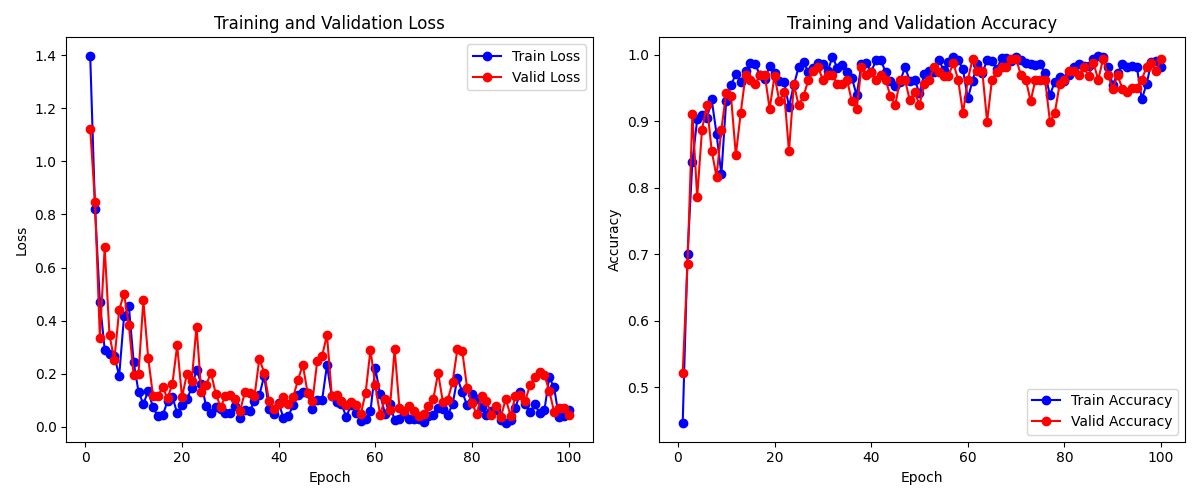 Training and Validation Loss
1.4
1.2
1.0
0.8
0.6
0.4
0.2
0.0
Loss
0 20 40 60 80 100
Epoch
Train Loss
Valid Loss
Training and Validation Accuracy
1.0
0.9
0.8
0.7
0.6
0.5
Accuracy
0 20 40 60 80 100
Epoch
Train Accuracy
Valid Accuracy